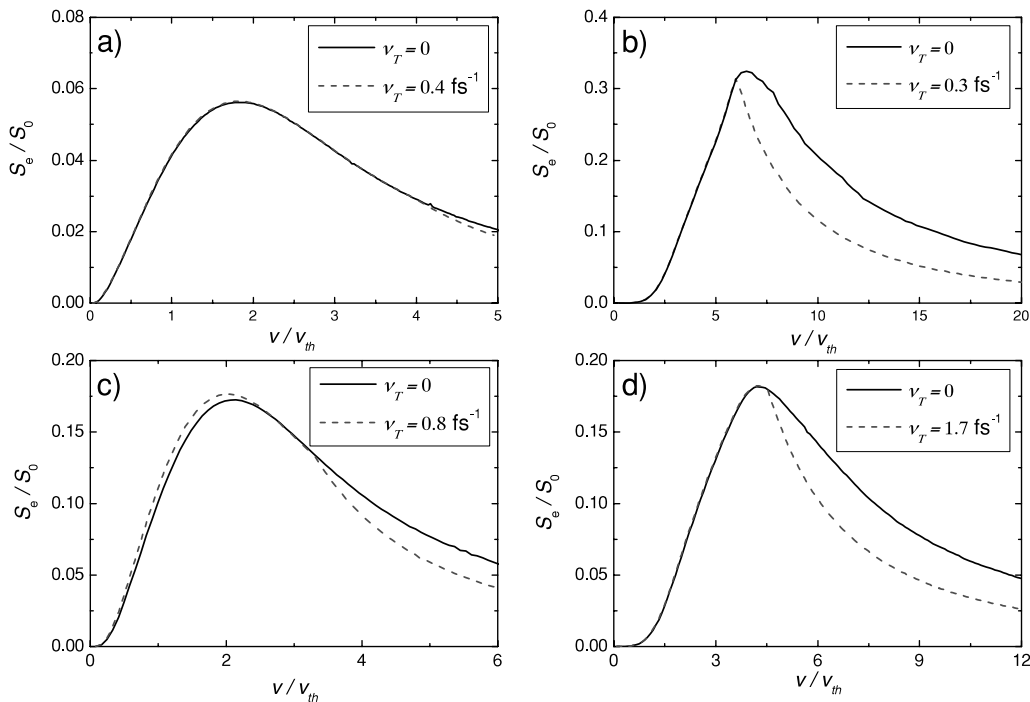 a)
ν_T = 0
ν_T = 0.4 fs⁻¹
S_e / S_0
0.08
0.06
0.04
0.02
0.00
0 1 2 3 4 5
v / v_th
b)
ν_T = 0
ν_T = 0.3 fs⁻¹
S_e / S_0
0.4
0.3
0.2
0.1
0.0
0 5 10 15 20
v / v_th
c)
ν_T = 0
ν_T = 0.8 fs⁻¹
S_e / S_0
0.20
0.15
0.10
0.05
0.00
0 2 4 6
v / v_th
d)
ν_T = 0
ν_T = 1.7 fs⁻¹
S_e / S_0
0.20
0.15
0.10
0.05
0.00
0 3 6 9 12
v / v_th